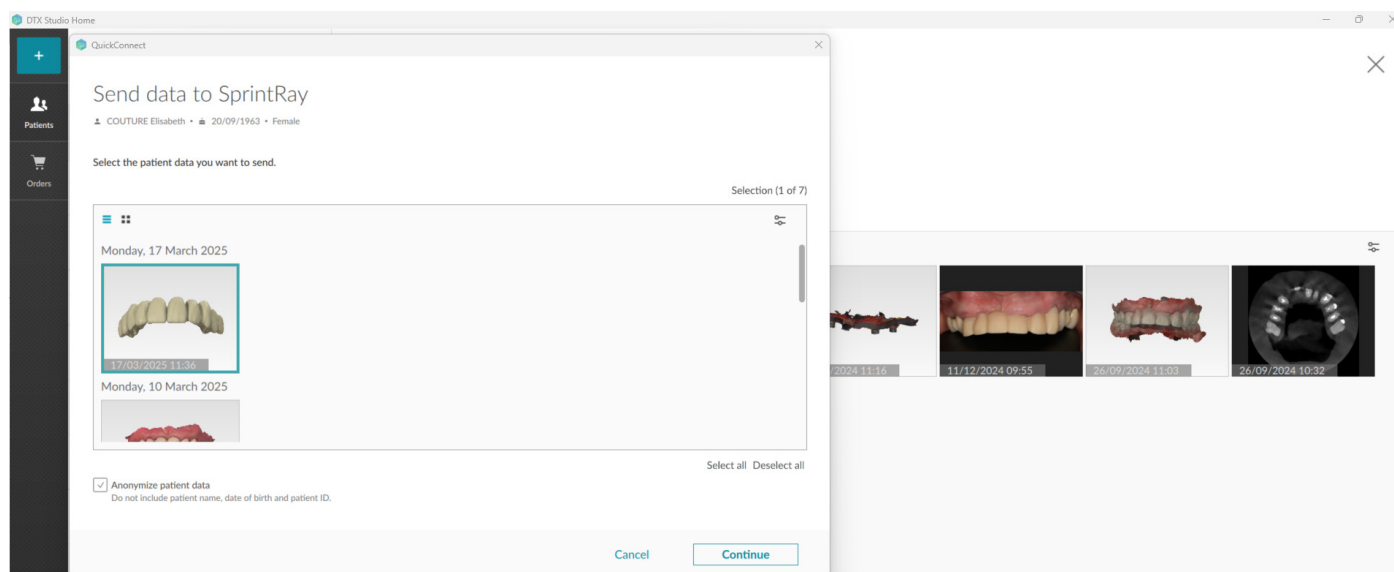 DTX Studio Home
QuickConnect
Send data to SprintRay
COUTURE Elisabeth • 20/09/1963 • Female
Patients
Select the patient data you want to send.
Orders
Selection (1 of 7)
Monday, 17 March 2025
17/03/2025 11:36
Monday, 10 March 2025
/2024 11:16
11/12/2024 09:55
26/09/2024 11:03
26/09/2024 10:32
Select all Deselect all
Anonymize patient data
Do not include patient name, date of birth and patient ID.
Cancel
Continue